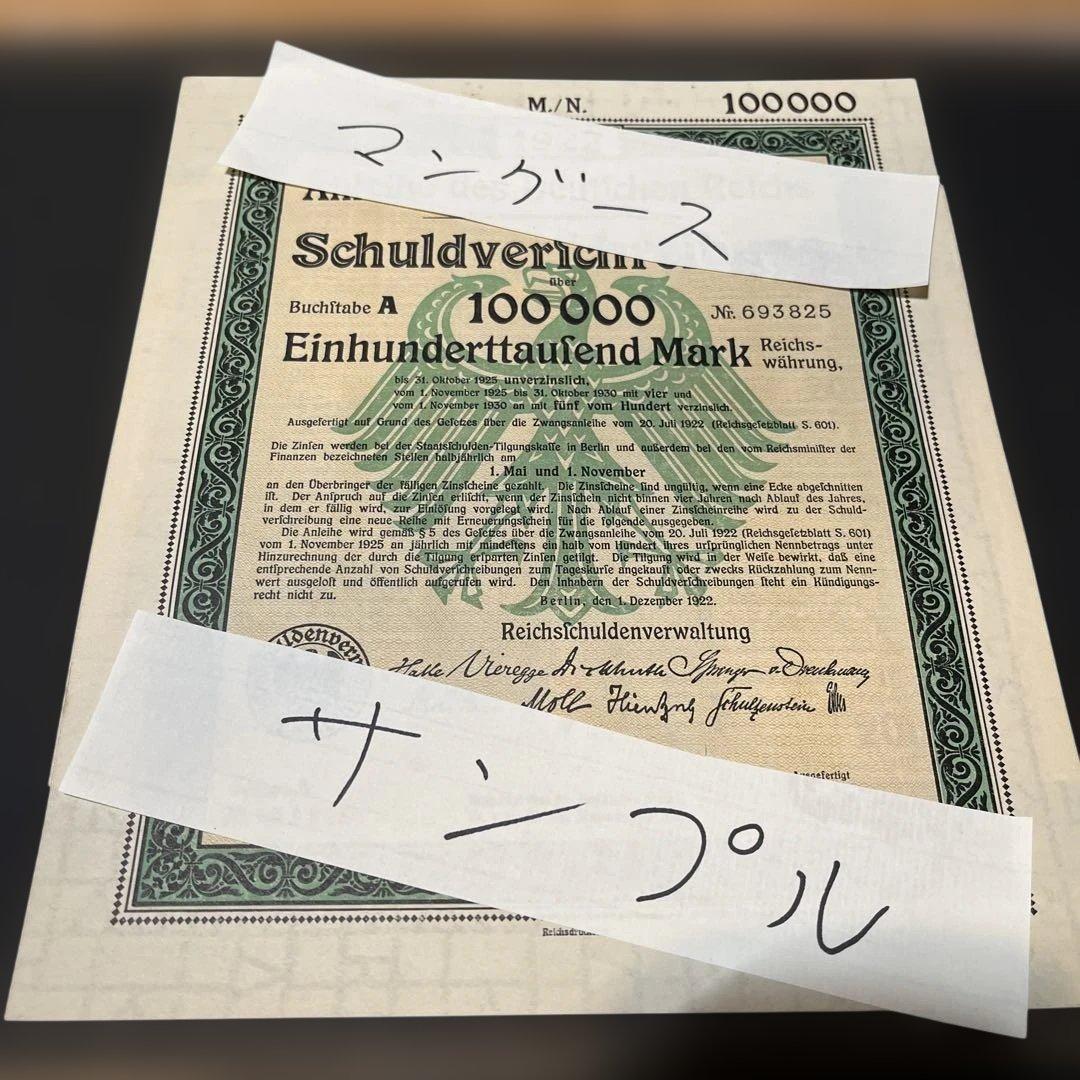 M./N. 100000
マングース
Schuldverschreibung
über
Buchſtabe A 100000 Nr. 693825
Einhunderttauſend Mark Reichs-
währung,
bis 31. Oktober 1925 unverzinslich,
vom 1. November 1925 bis 31. Oktober 1930 mit vier und
vom 1. November 1930 an mit fünf vom Hundert verzinslich.
Ausgefertigt auf Grund des Geſetzes über die Zwangsanleihe vom 20. Juli 1922 (Reichsgeſetzblatt S. 601).
Die Zinſen werden bei der Staatsſchulden-Tilgungskaſſe in Berlin und außerdem bei den vom Reichsminiſter der
Finanzen bezeichneten Stellen halbjährlich am
1. Mai und 1. November
an den Überbringer der fälligen Zinsſcheine gezahlt. Die Zinsſcheine ſind ungültig, wenn eine Ecke abgeſchnitten
iſt. Der Anſpruch auf die Zinſen erliſcht, wenn der Zinsſchein nicht binnen vier Jahren nach Ablauf des Jahres,
in dem er fällig wird, zur Einlöſung vorgelegt wird. Nach Ablauf einer Zinsſcheinreihe wird zu der Schuld-
verſchreibung eine neue Reihe mit Erneuerungsſchein für die folgende ausgegeben.
Die Anleihe wird gemäß § 5 des Geſetzes über die Zwangsanleihe vom 20. Juli 1922 (Reichsgeſetzblatt S. 601)
vom 1. November 1925 an jährlich mit mindeſtens ein halb vom Hundert ihres urſprünglichen Nennbetrags unter
Hinzurechnung der durch die Tilgung erſparten Zinſen getilgt. Die Tilgung wird in der Weiſe bewirkt, daß eine
entſprechende Anzahl von Schuldverſchreibungen zum Tageskurſe angekauft oder zwecks Rückzahlung zum Nenn-
wert ausgeloſt und öffentlich aufgerufen wird. Den Inhabern der Schuldverſchreibungen ſteht ein Kündigungs-
recht nicht zu.
Berlin, den 1. Dezember 1922.
Reichsſchuldenverwaltung
Halle Vieregge Springer
Moll Schultzenstein
サンプル